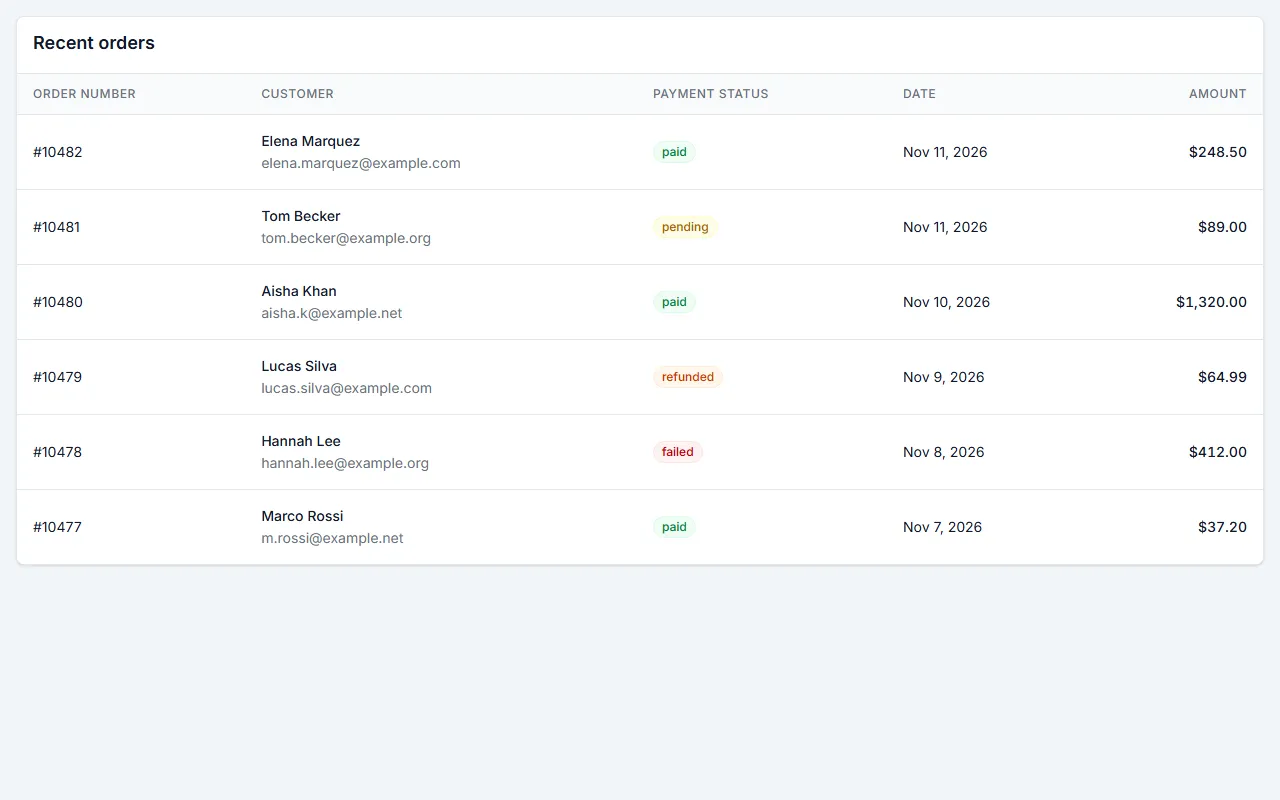 Recent orders
ORDER NUMBER CUSTOMER PAYMENT STATUS DATE AMOUNT
#10482 Elena Marquez elena.marquez@example.com paid Nov 11, 2026 $248.50
#10481 Tom Becker tom.becker@example.org pending Nov 11, 2026 $89.00
#10480 Aisha Khan aisha.k@example.net paid Nov 10, 2026 $1,320.00
#10479 Lucas Silva lucas.silva@example.com refunded Nov 9, 2026 $64.99
#10478 Hannah Lee hannah.lee@example.org failed Nov 8, 2026 $412.00
#10477 Marco Rossi m.rossi@example.net paid Nov 7, 2026 $37.20